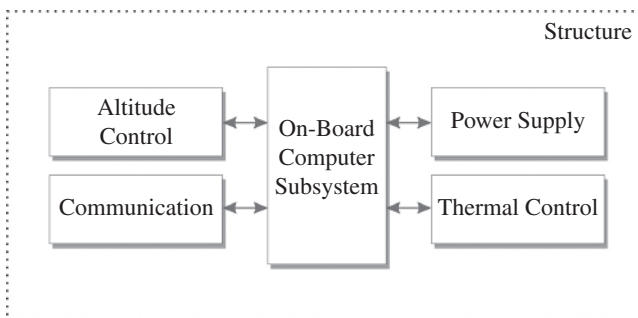 Structure
Altitude
Control
On-Board
Computer
Subsystem
Power Supply
Communication
Thermal Control